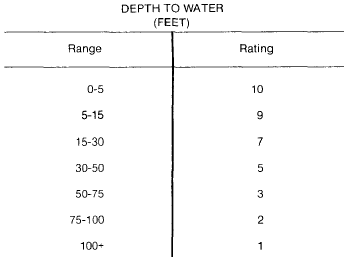 DEPTH TO WATER
(FEET)
Range Rating
0-5 10
5-15 9
15-30 7
30-50 5
50-75 3
75-100 2
100+ 1